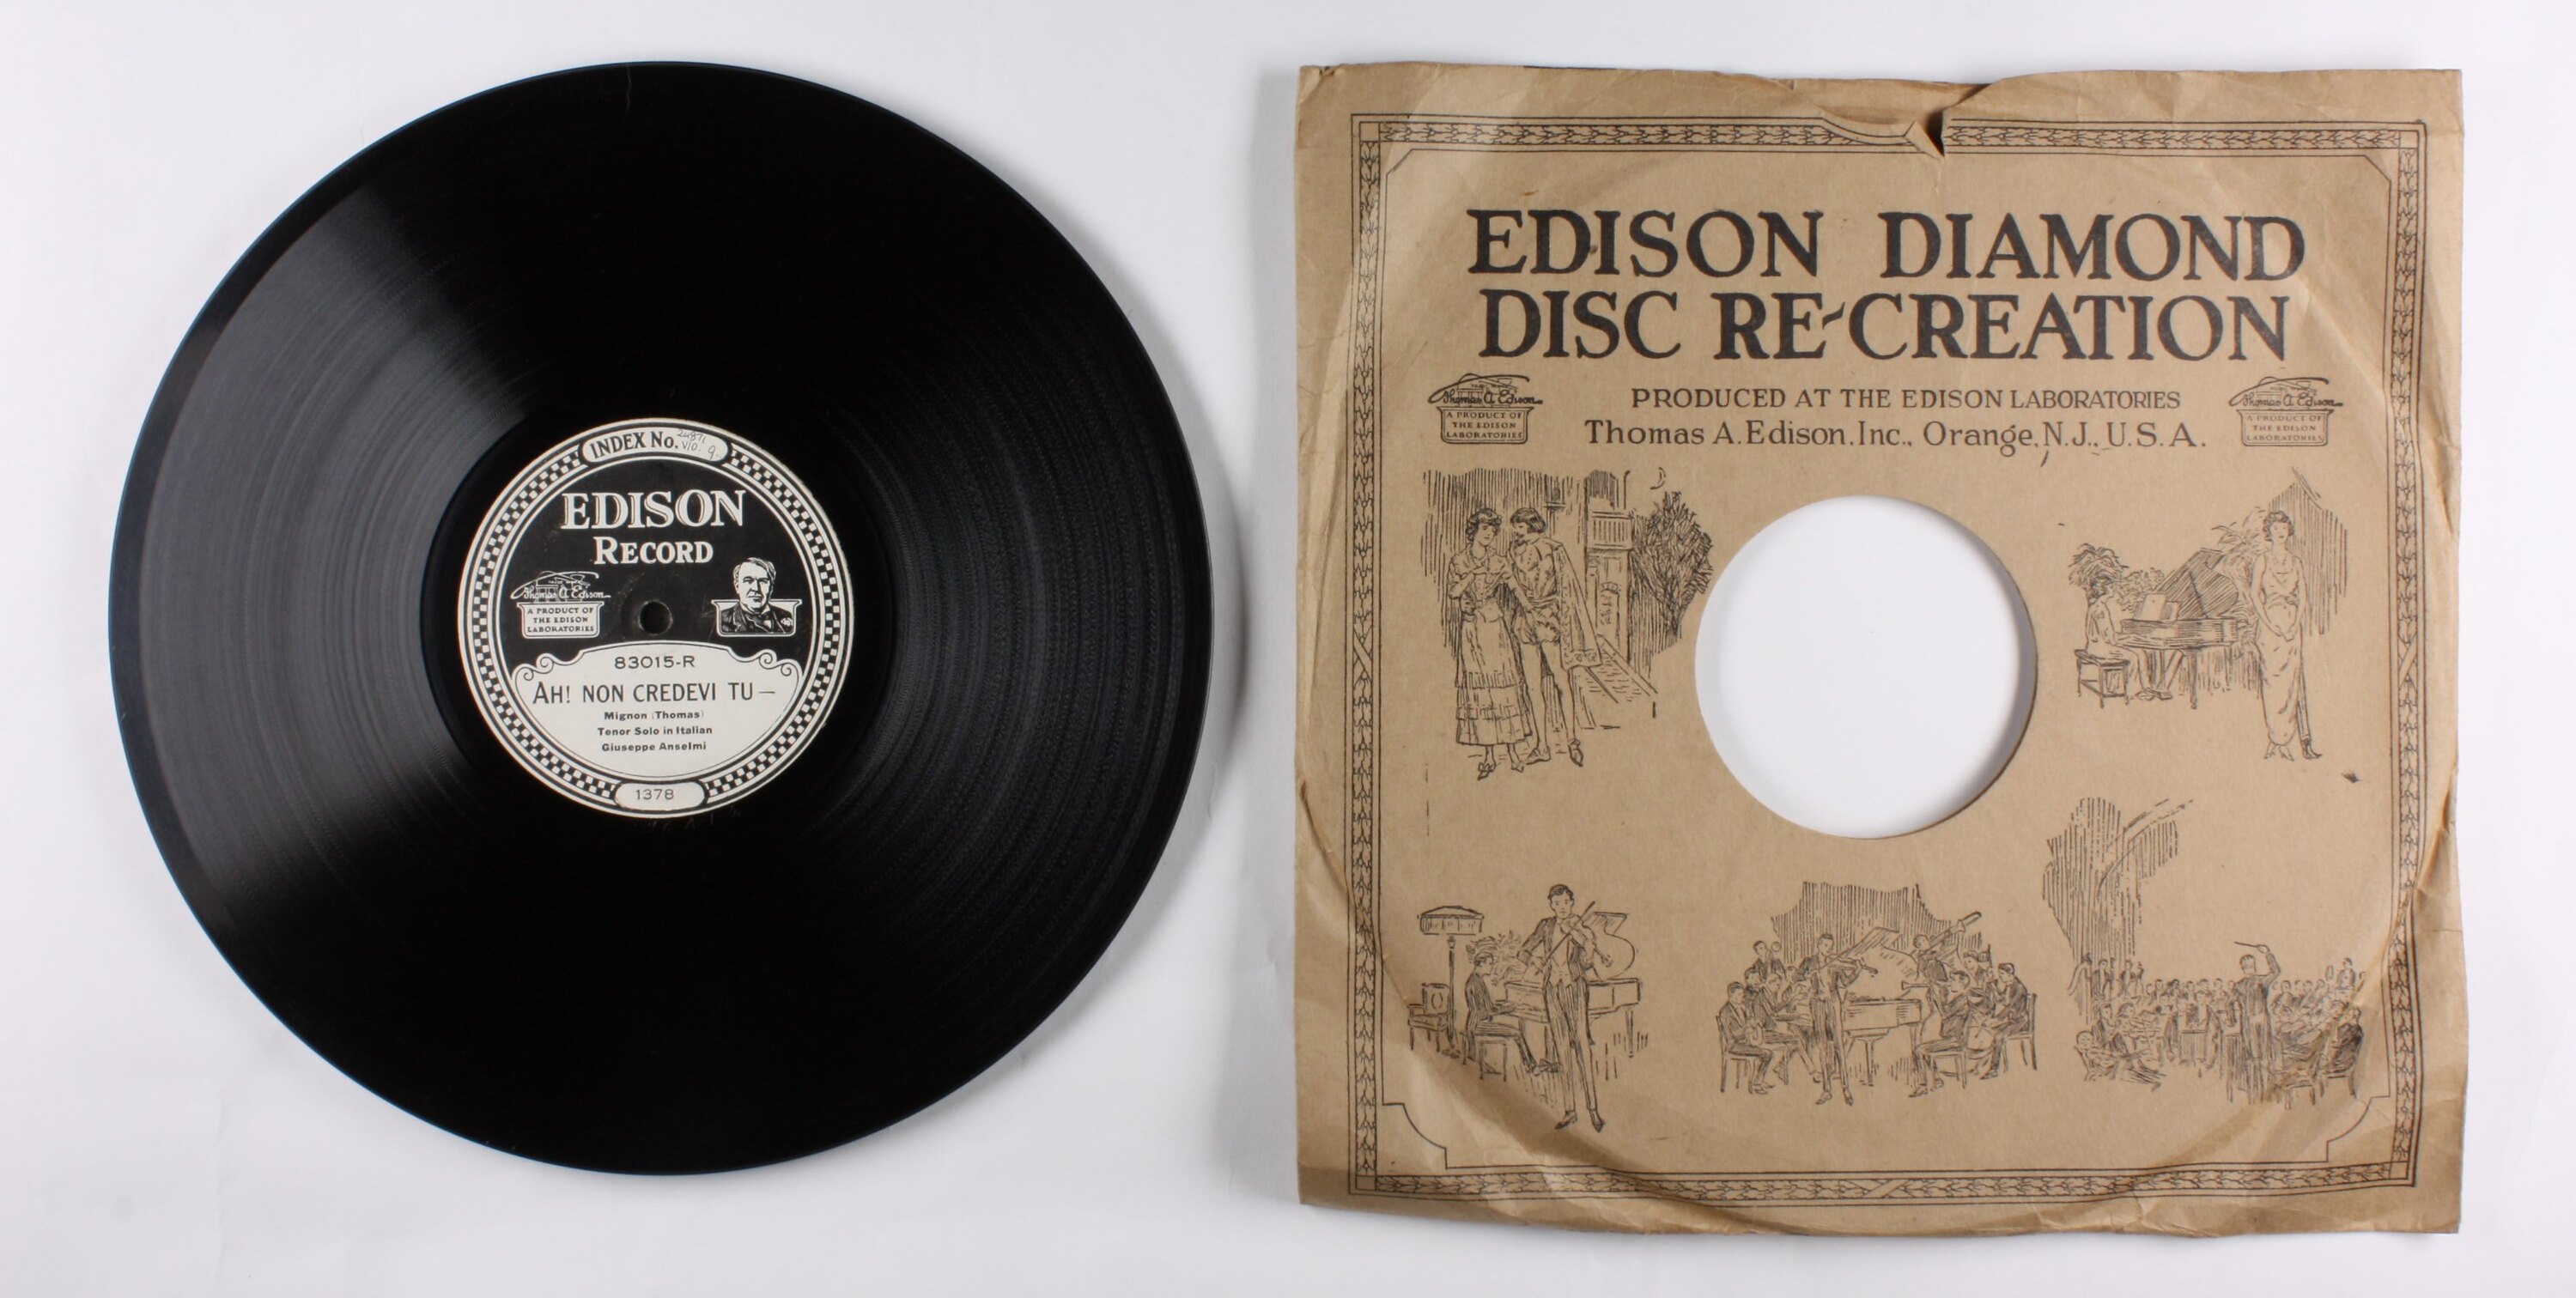 INDEX No.
EDISON
RECORD
Thomas A Edison
A PRODUCT OF
THE EDISON
LABORATORIES
83015-R
AH! NON CREDEVI TU—
Mignon (Thomas)
Tenor Solo in Italian
Giuseppe Anselmi
1378
EDISON DIAMOND
DISC RE-CREATION
Thomas A Edison
A PRODUCT OF
THE EDISON
LABORATORIES
PRODUCED AT THE EDISON LABORATORIES
Thomas A. Edison. Inc., Orange, N.J., U.S.A.
Thomas A Edison
A PRODUCT OF
THE EDISON
LABORATORIES